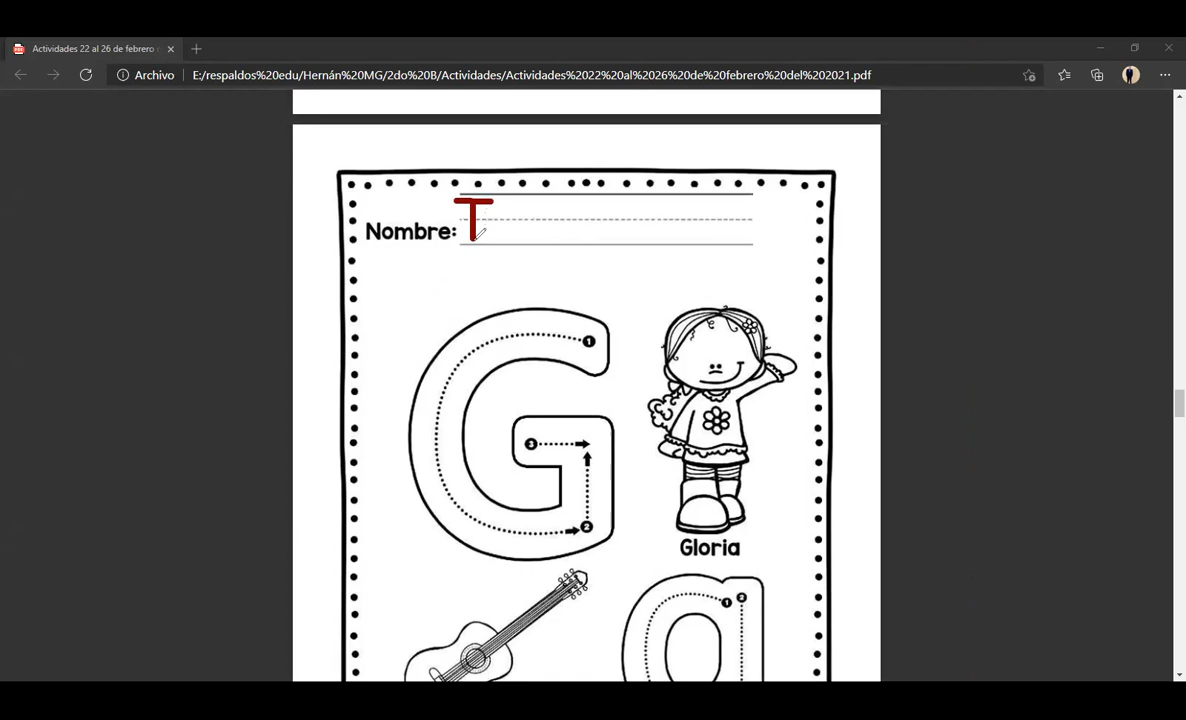 Actividades 22 al 26 de febrero
Archivo E:/respaldos%20edu/Hernán%20MG/2do%20B/Actividades/Actividades%2022%20al%2026%20de%20febrero%20del%202021.pdf
Nombre: T
G
1
3
2
Gloria
g
1 2